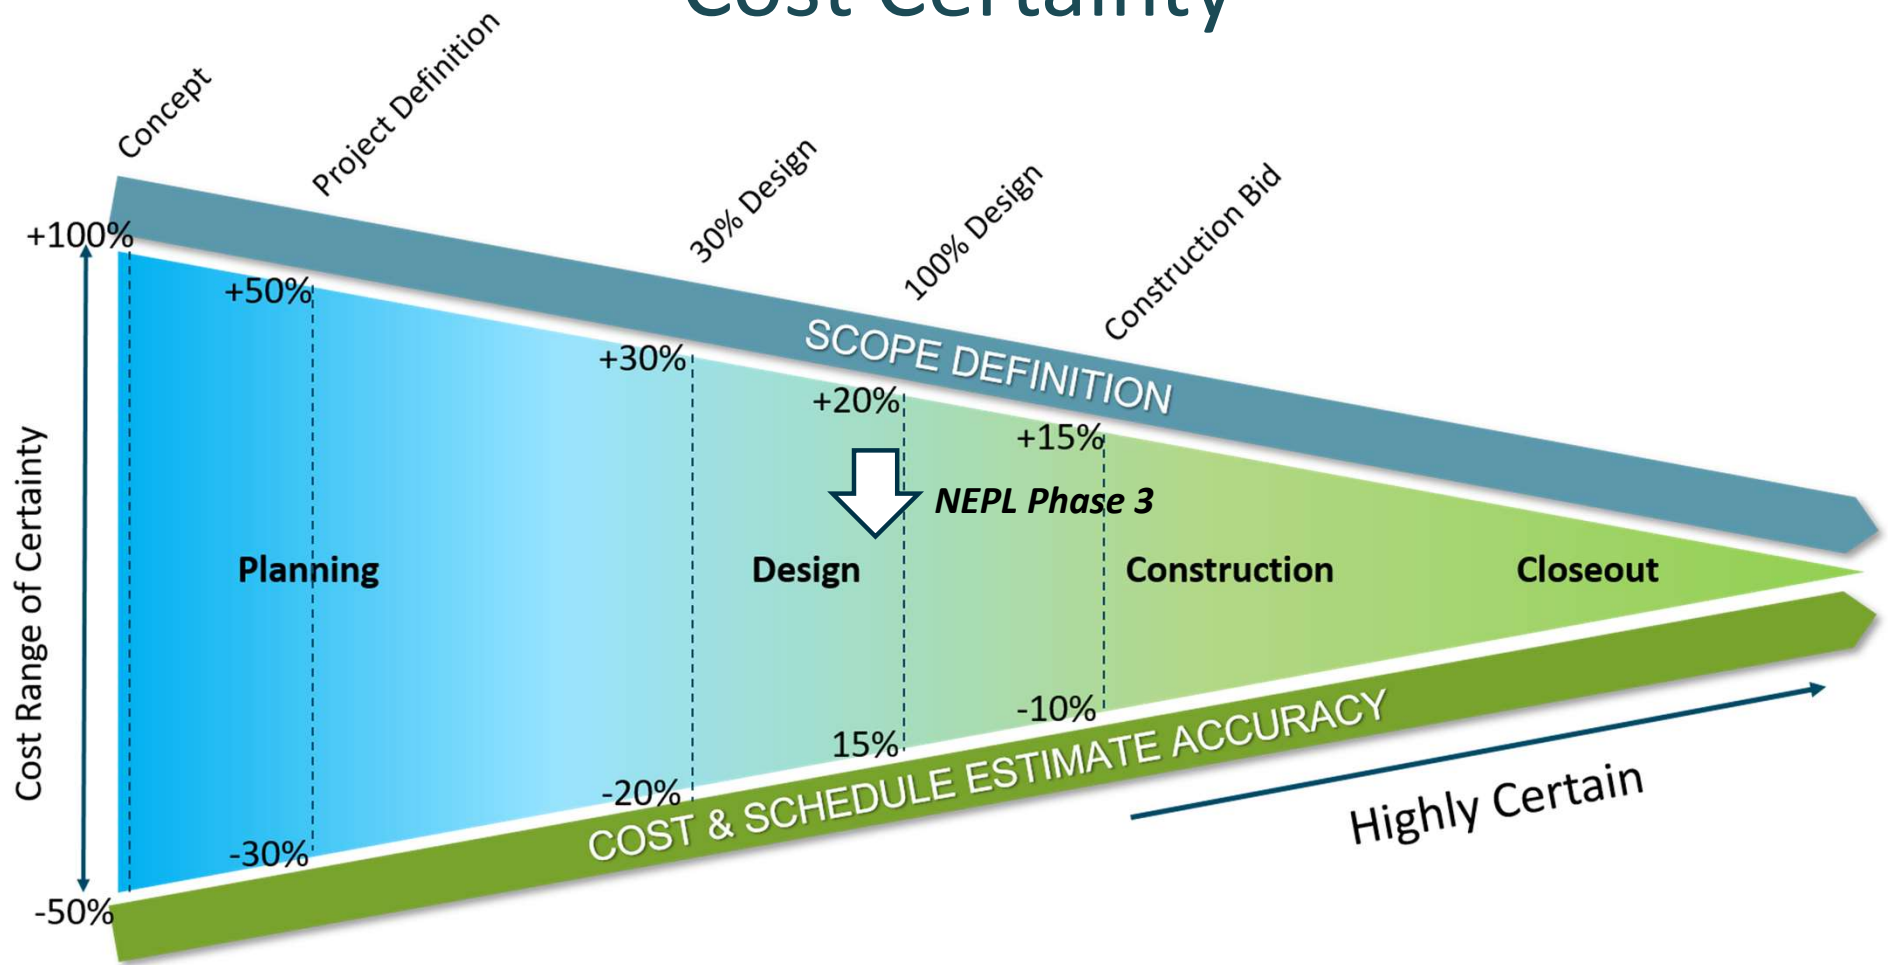 Cost Certainty
Concept
Project Definition
30% Design
100% Design
Construction Bid
+100%
+50%
+30%
+20%
+15%
SCOPE DEFINITION
NEPL Phase 3
Cost Range of Certainty
Planning
Design
Construction
Closeout
-10%
15%
-20%
-30%
-50%
COST & SCHEDULE ESTIMATE ACCURACY
Highly Certain